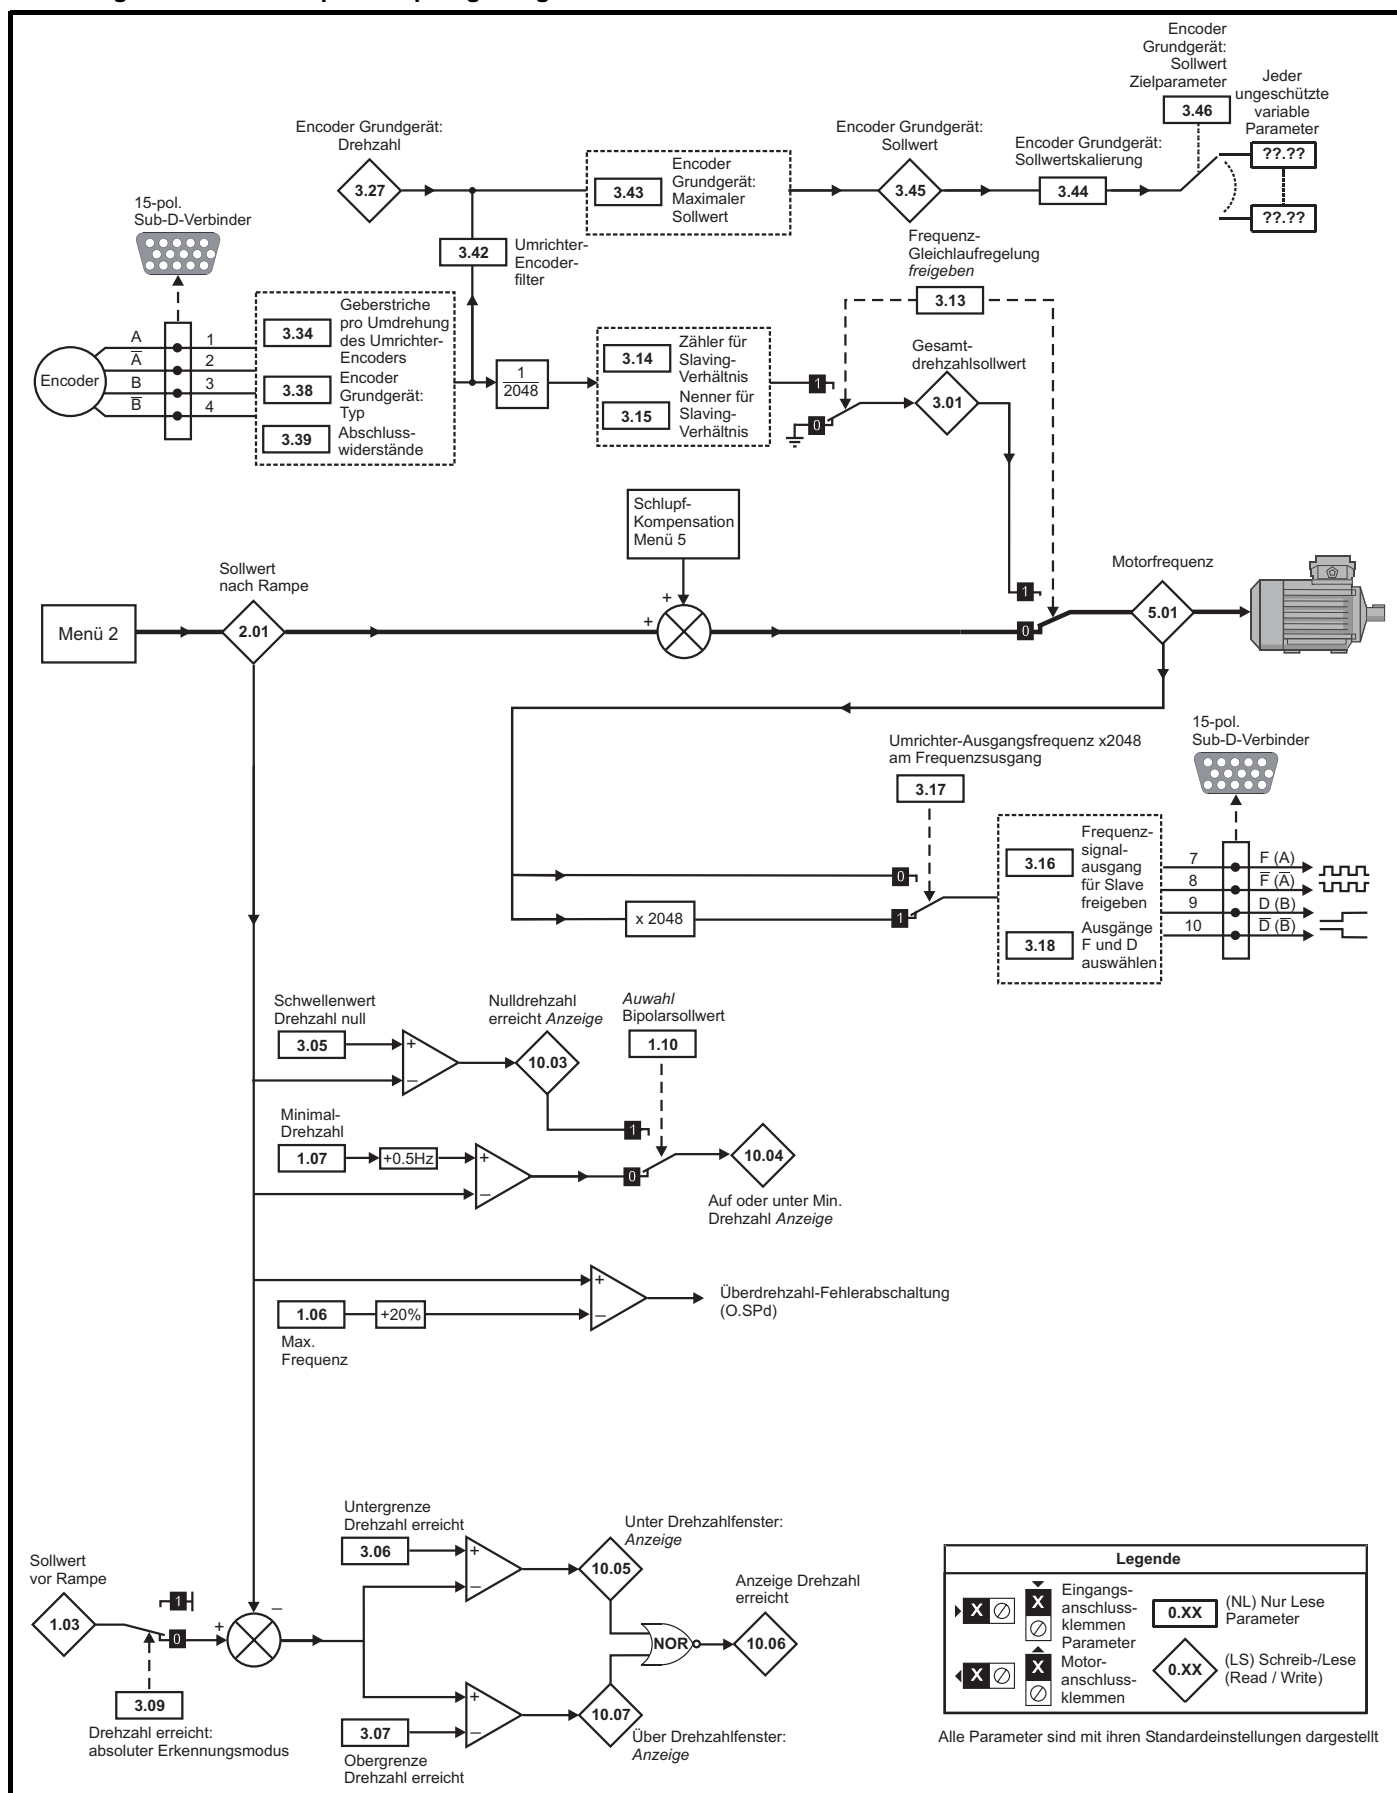 Encoder
Grundgerät:
Sollwert
Zielparameter
3.46
Jeder
ungeschützte
variable
Parameter
??.??
??.??
Encoder Grundgerät:
Drehzahl
3.27
Encoder
Grundgerät:
Maximaler
Sollwert
3.43
Encoder Grundgerät:
Sollwert
3.45
Encoder Grundgerät:
Sollwertskalierung
3.44
15-pol.
Sub-D-Verbinder
3.42
Umrichter-
Encoder-
filter
Frequenz-
Gleichlaufregelung
freigeben
3.13
Encoder
A
A
B
B
1
2
3
4
3.34
Geberstriche
pro Umdrehung
des Umrichter-
Encoders
3.38
Encoder
Grundgerät:
Typ
3.39
Abschluss-
widerstände
1
2048
3.14
Zähler für
Slaving-
Verhältnis
3.15
Nenner für
Slaving-
Verhältnis
1
0
Gesamt-
drehzahlsollwert
3.01
Schlupf-
Kompensation
Menü 5
+
+
Menü 2
Sollwert
nach Rampe
2.01
1
0
Motorfrequenz
5.01
Umrichter-Ausgangsfrequenz x2048
am Frequenzausgang
3.17
0
1
x 2048
15-pol.
Sub-D-Verbinder
3.16
Frequenz-
signal-
ausgang
für Slave
freigeben
3.18
Ausgänge
F und D
auswählen
7
8
9
10
F (A)
F (A)
D (B)
D (B)
Schwellenwert
Drehzahl null
3.05
+
–
Nulldrehzahl
erreicht Anzeige
10.03
Auwahl
Bipolarsollwert
1.10
Minimal-
Drehzahl
1.07
+0.5Hz
+
–
1
0
10.04
Auf oder unter Min.
Drehzahl Anzeige
1.06
+20%
Max.
Frequenz
+
–
Überdrehzahl-Fehlerabschaltung
(O.SPd)
Untergrenze
Drehzahl erreicht
3.06
+
–
Unter Drehzahlfenster:
Anzeige
10.05
Sollwert
vor Rampe
1.03
1
0
+
–
3.09
Drehzahl erreicht:
absoluter Erkennungsmodus
NOR
Anzeige Drehzahl
erreicht
10.06
3.07
Obergrenze
Drehzahl erreicht
+
–
10.07
Über Drehzahlfenster:
Anzeige
Legende
X
X
Eingangs-
anschluss-
klemmen
Parameter
X
X
Motor-
anschluss-
klemmen
0.XX
(NL) Nur Lese
Parameter
0.XX
(LS) Schreib-/Lese
(Read / Write)
Alle Parameter sind mit ihren Standardeinstellungen dargestellt